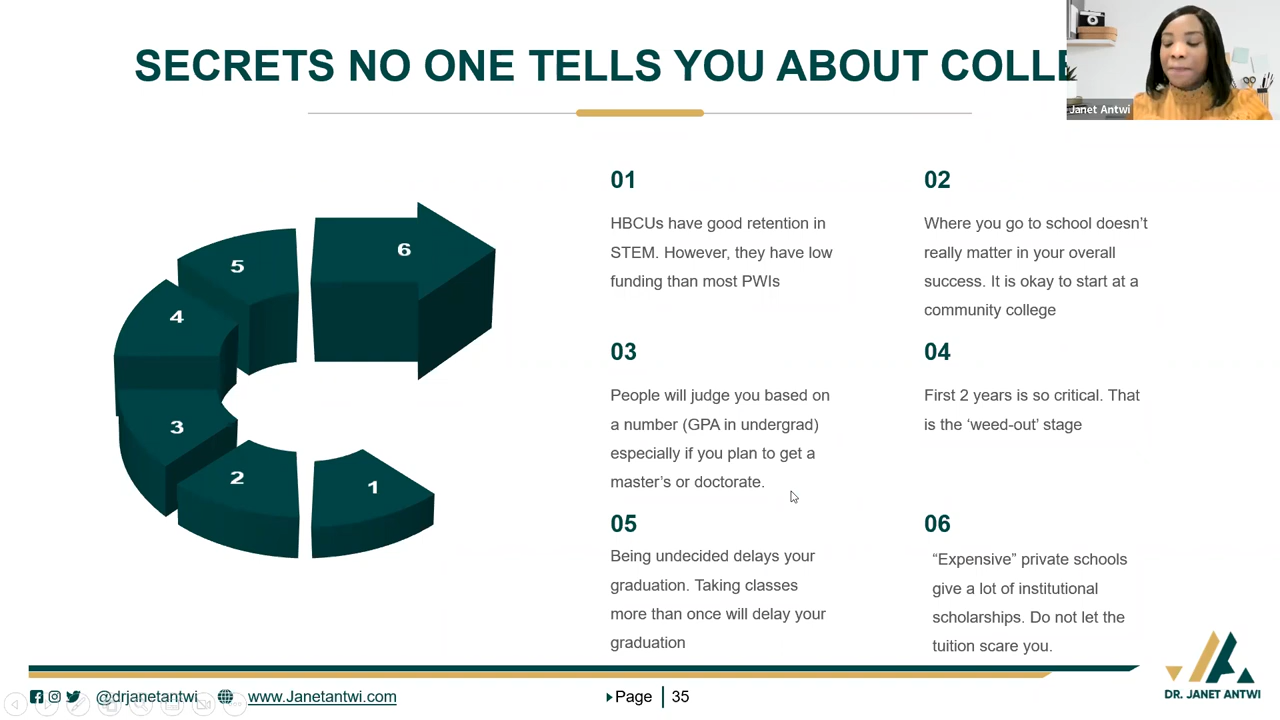 SECRETS NO ONE TELLS YOU ABOUT COLLE
Janet Antwi
01
HBCUs have good retention in
STEM. However, they have low
funding than most PWIs
02
Where you go to school doesn’t
really matter in your overall
success. It is okay to start at a
community college
03
People will judge you based on
a number (GPA in undergrad)
especially if you plan to get a
master’s or doctorate.
04
First 2 years is so critical. That
is the ‘weed-out’ stage
05
Being undecided delays your
graduation. Taking classes
more than once will delay your
graduation
06
“Expensive” private schools
give a lot of institutional
scholarships. Do not let the
tuition scare you.
6
5
4
3
2
1
@drjanetantwi
www.Janetantwi.com
Page
35
DR. JANET ANTWI